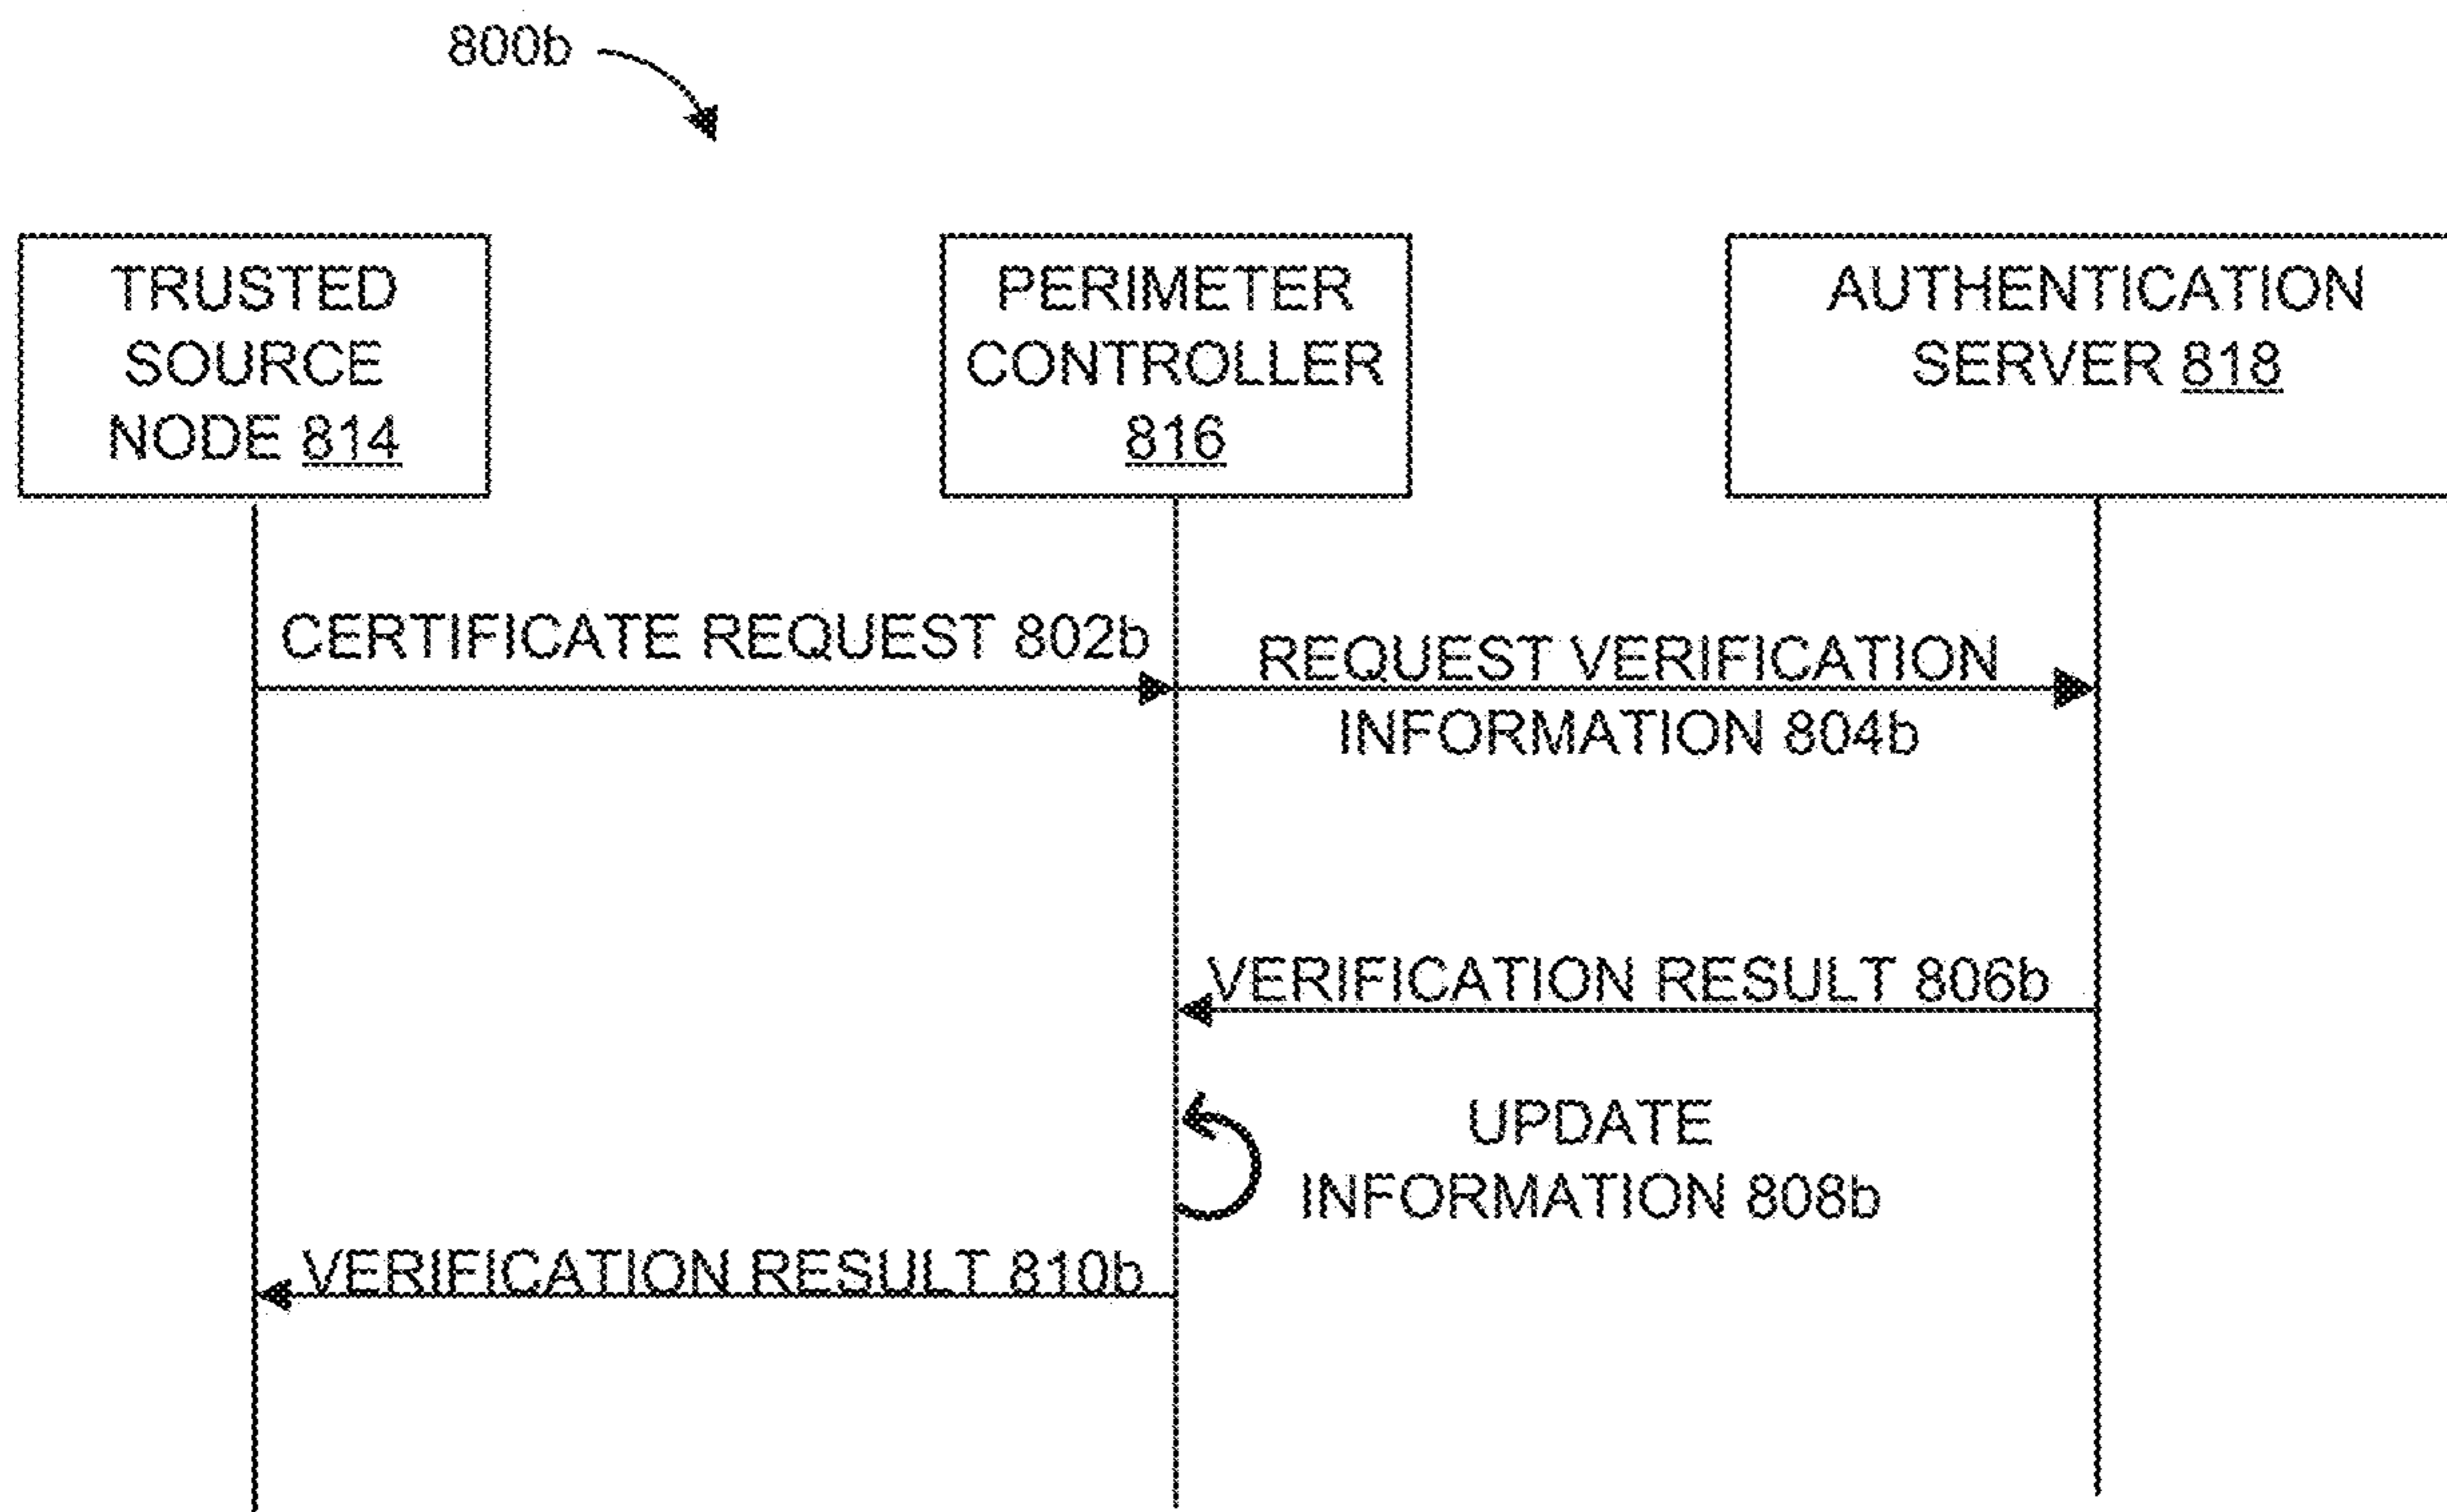 800b
TRUSTED
SOURCE
NODE 814
PERIMETER
CONTROLLER
816
AUTHENTICATION
SERVER 818
CERTIFICATE REQUEST 802b
REQUEST VERIFICATION
INFORMATION 804b
VERIFICATION RESULT 806b
UPDATE
INFORMATION 808b
VERIFICATION RESULT 810b